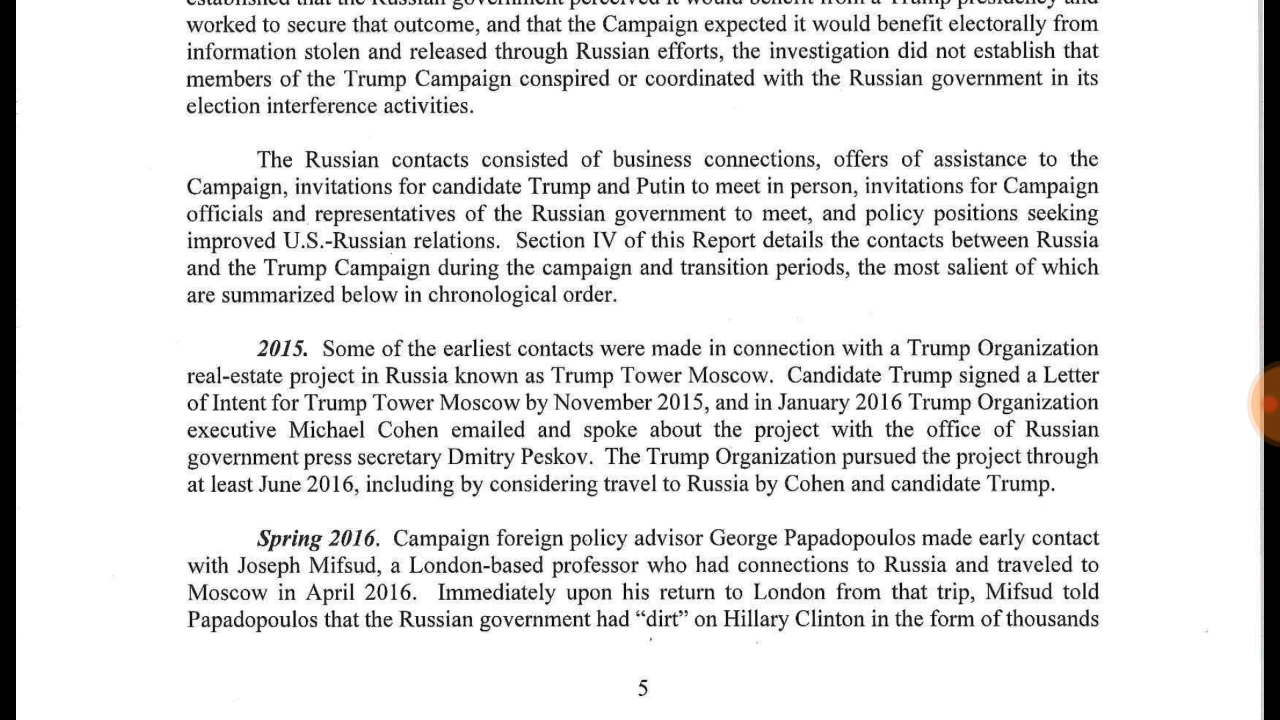 established that the Russian government perceived it would benefit from a Trump presidency and
worked to secure that outcome, and that the Campaign expected it would benefit electorally from
information stolen and released through Russian efforts, the investigation did not establish that
members of the Trump Campaign conspired or coordinated with the Russian government in its
election interference activities.
The Russian contacts consisted of business connections, offers of assistance to the
Campaign, invitations for candidate Trump and Putin to meet in person, invitations for Campaign
officials and representatives of the Russian government to meet, and policy positions seeking
improved U.S.-Russian relations. Section IV of this Report details the contacts between Russia
and the Trump Campaign during the campaign and transition periods, the most salient of which
are summarized below in chronological order.
2015. Some of the earliest contacts were made in connection with a Trump Organization
real-estate project in Russia known as Trump Tower Moscow. Candidate Trump signed a Letter
of Intent for Trump Tower Moscow by November 2015, and in January 2016 Trump Organization
executive Michael Cohen emailed and spoke about the project with the office of Russian
government press secretary Dmitry Peskov. The Trump Organization pursued the project through
at least June 2016, including by considering travel to Russia by Cohen and candidate Trump.
Spring 2016. Campaign foreign policy advisor George Papadopoulos made early contact
with Joseph Mifsud, a London-based professor who had connections to Russia and traveled to
Moscow in April 2016. Immediately upon his return to London from that trip, Mifsud told
Papadopoulos that the Russian government had “dirt” on Hillary Clinton in the form of thousands
5